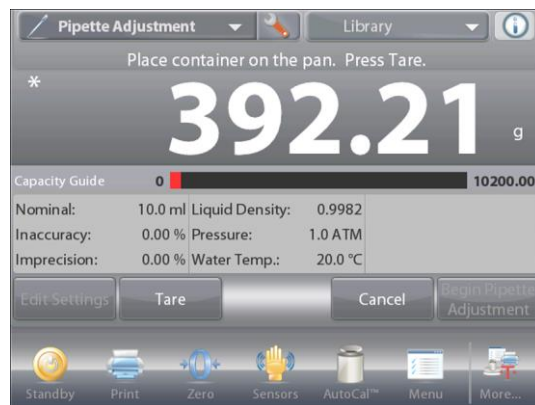 Pipette Adjustment Library
Place container on the pan. Press Tare.
* 392.21 g
Capacity Guide 0 10200.00
Nominal: 10.0 ml Liquid Density: 0.9982
Inaccuracy: 0.00 % Pressure: 1.0 ATM
Imprecision: 0.00 % Water Temp.: 20.0 °C
Edit Settings Tare Cancel Begin Pipette
Adjustment
Standby Print Zero Sensors AutoCal™ Menu More...